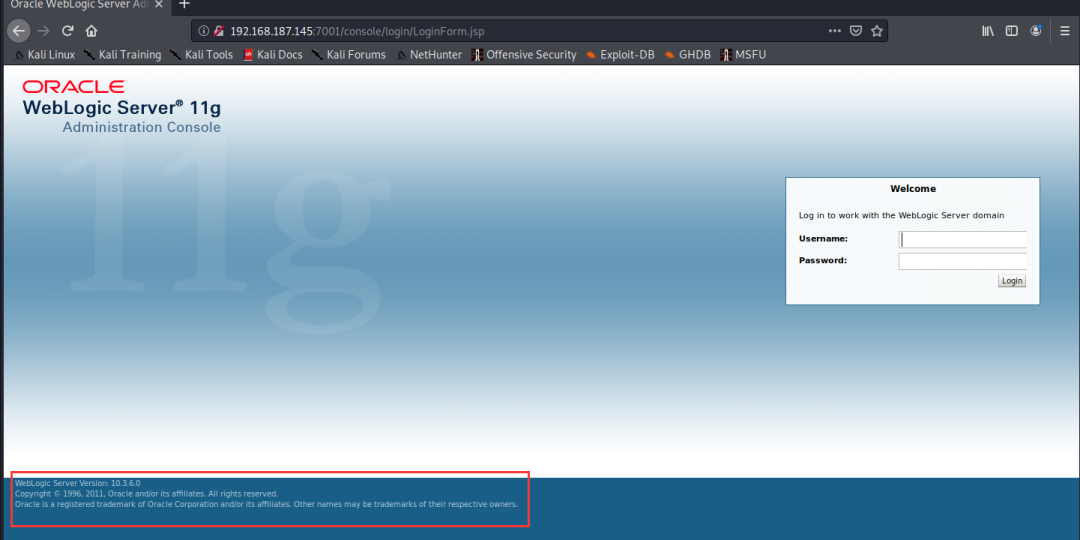 Oracle WebLogic Server Adm
192.168.187.145:7001/console/login/LoginForm.jsp
Kali Linux Kali Training Kali Tools Kali Docs Kali Forums NetHunter Offensive Security Exploit-DB GHDB MSFU
ORACLE
WebLogic Server® 11g
Administration Console
11g
Welcome
Log in to work with the WebLogic Server domain
Username:
Password:
Login
WebLogic Server Version: 10.3.6.0
Copyright © 1996, 2011, Oracle and/or its affiliates. All rights reserved.
Oracle is a registered trademark of Oracle Corporation and/or its affiliates. Other names may be trademarks of their respective owners.